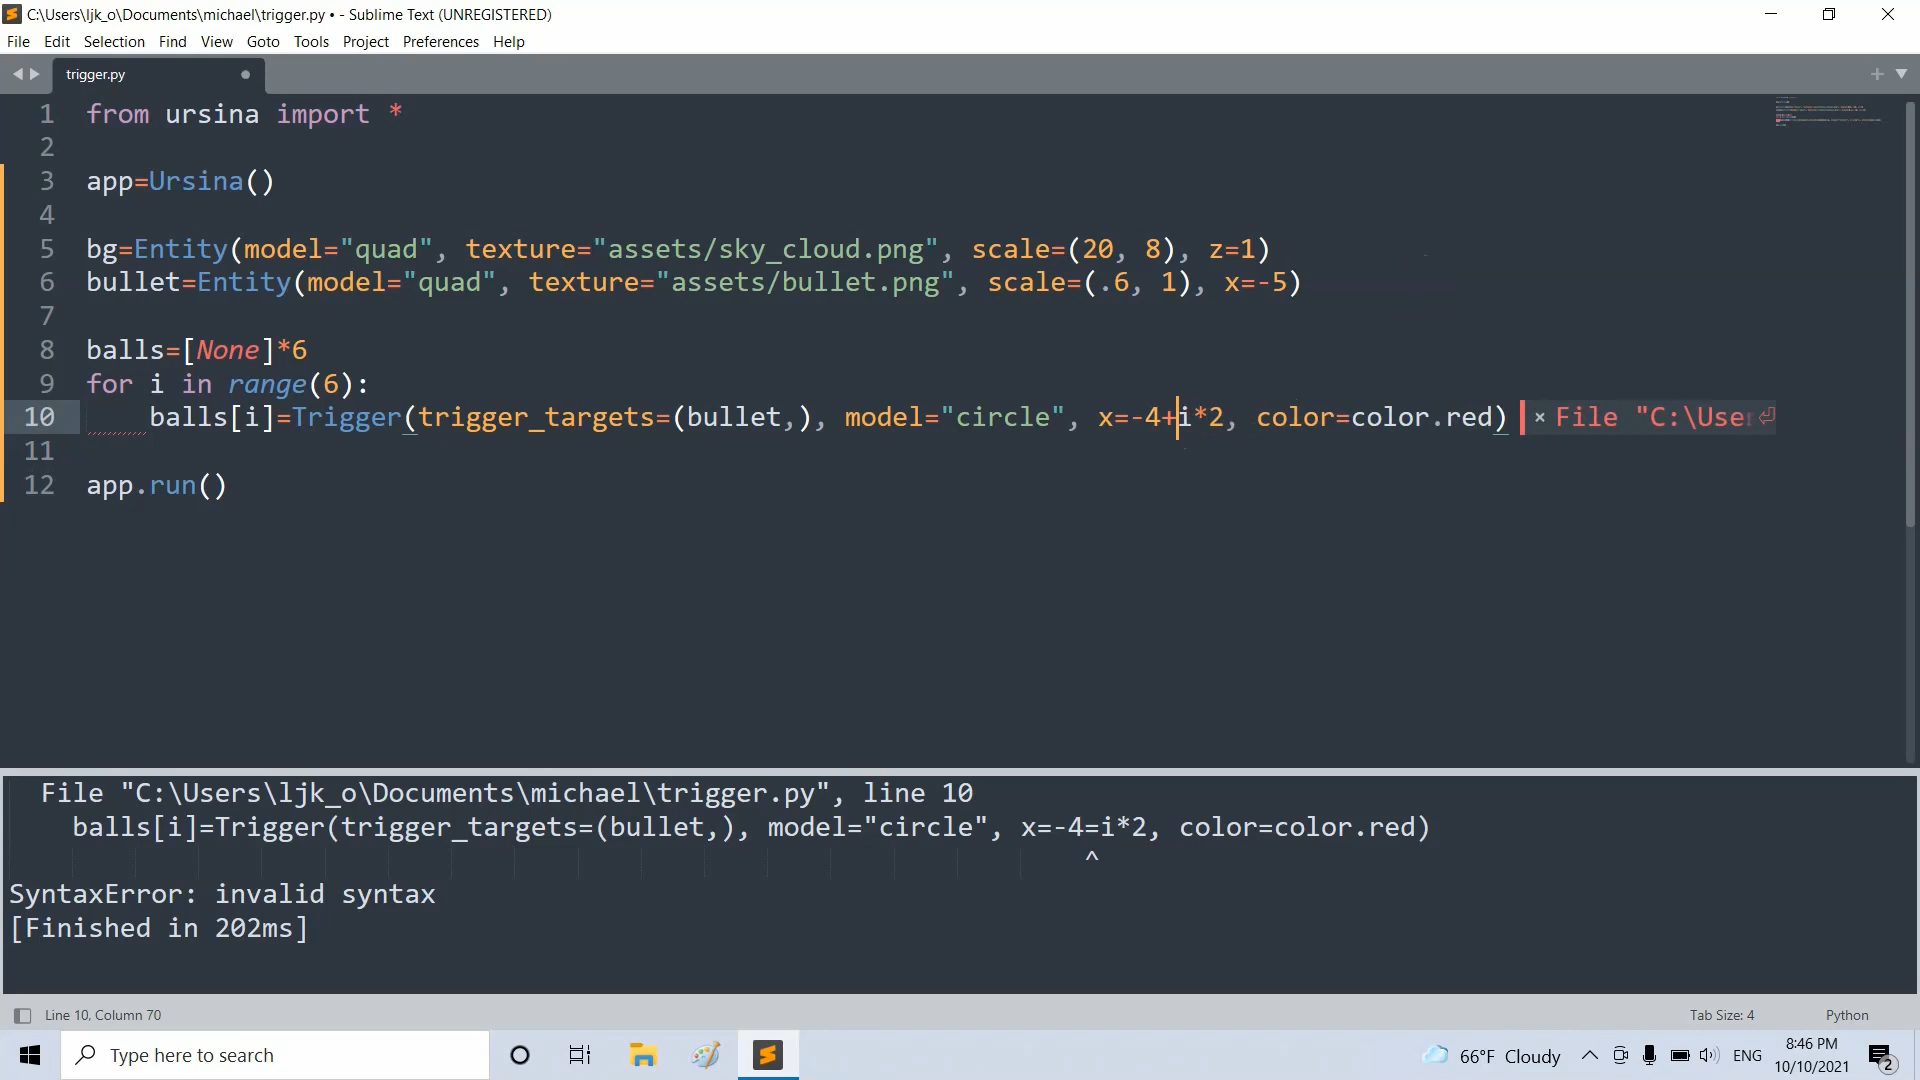 C:\Users\ljk_o\Documents\michael\trigger.py • - Sublime Text (UNREGISTERED)
File Edit Selection Find View Goto Tools Project Preferences Help
trigger.py
1 from ursina import *
2
3 app=Ursina()
4
5 bg=Entity(model="quad", texture="assets/sky_cloud.png", scale=(20, 8), z=1)
6 bullet=Entity(model="quad", texture="assets/bullet.png", scale=(.6, 1), x=-5)
7
8 balls=[None]*6
9 for i in range(6):
10 balls[i]=Trigger(trigger_targets=(bullet,), model="circle", x=-4+i*2, color=color.red) × File "C:\User
11
12 app.run()
File "C:\Users\ljk_o\Documents\michael\trigger.py", line 10
balls[i]=Trigger(trigger_targets=(bullet,), model="circle", x=-4=i*2, color=color.red)
^
SyntaxError: invalid syntax
[Finished in 202ms]
Line 10, Column 70
Tab Size: 4
Python
Type here to search
66°F Cloudy
ENG
8:46 PM
10/10/2021
2